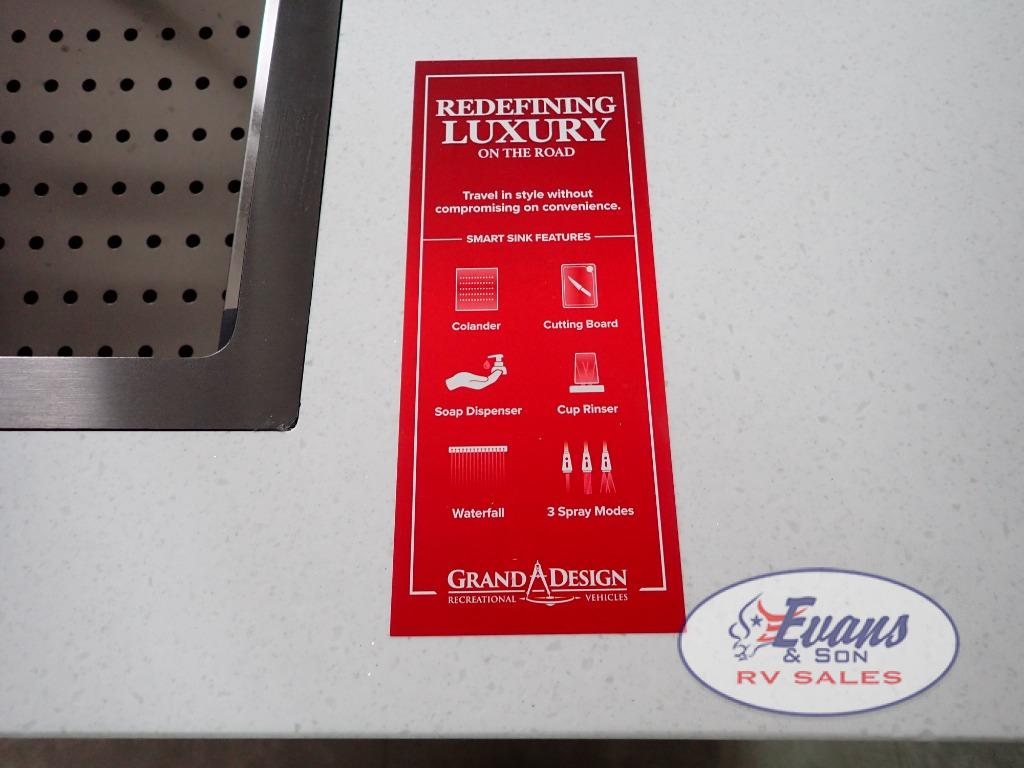 REDEFINING
LUXURY
ON THE ROAD
Travel in style without
compromising on convenience.
SMART SINK FEATURES
Colander
Cutting Board
Soap Dispenser
Cup Rinser
Waterfall
3 Spray Modes
GRAND DESIGN
RECREATIONAL VEHICLES
Evans
& SON
RV SALES